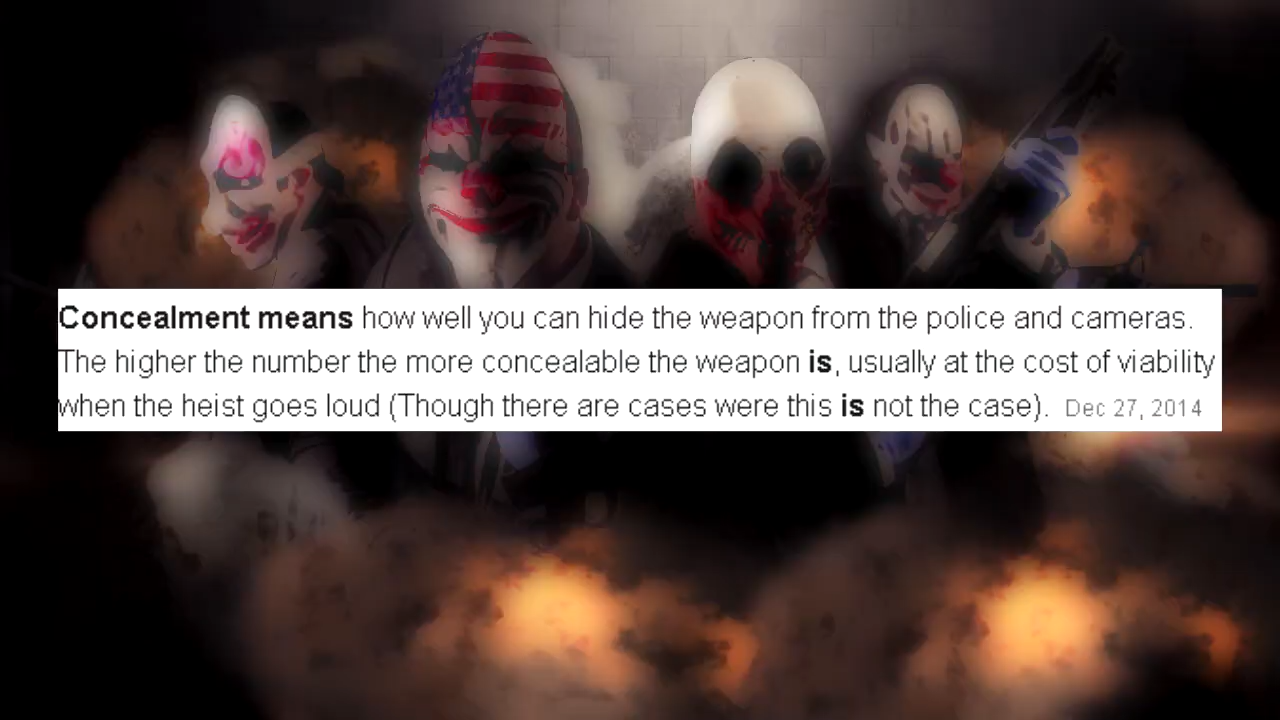 Concealment means how well you can hide the weapon from the police and cameras.
The higher the number the more concealable the weapon is, usually at the cost of viability
when the heist goes loud (Though there are cases were this is not the case). Dec 27, 2014